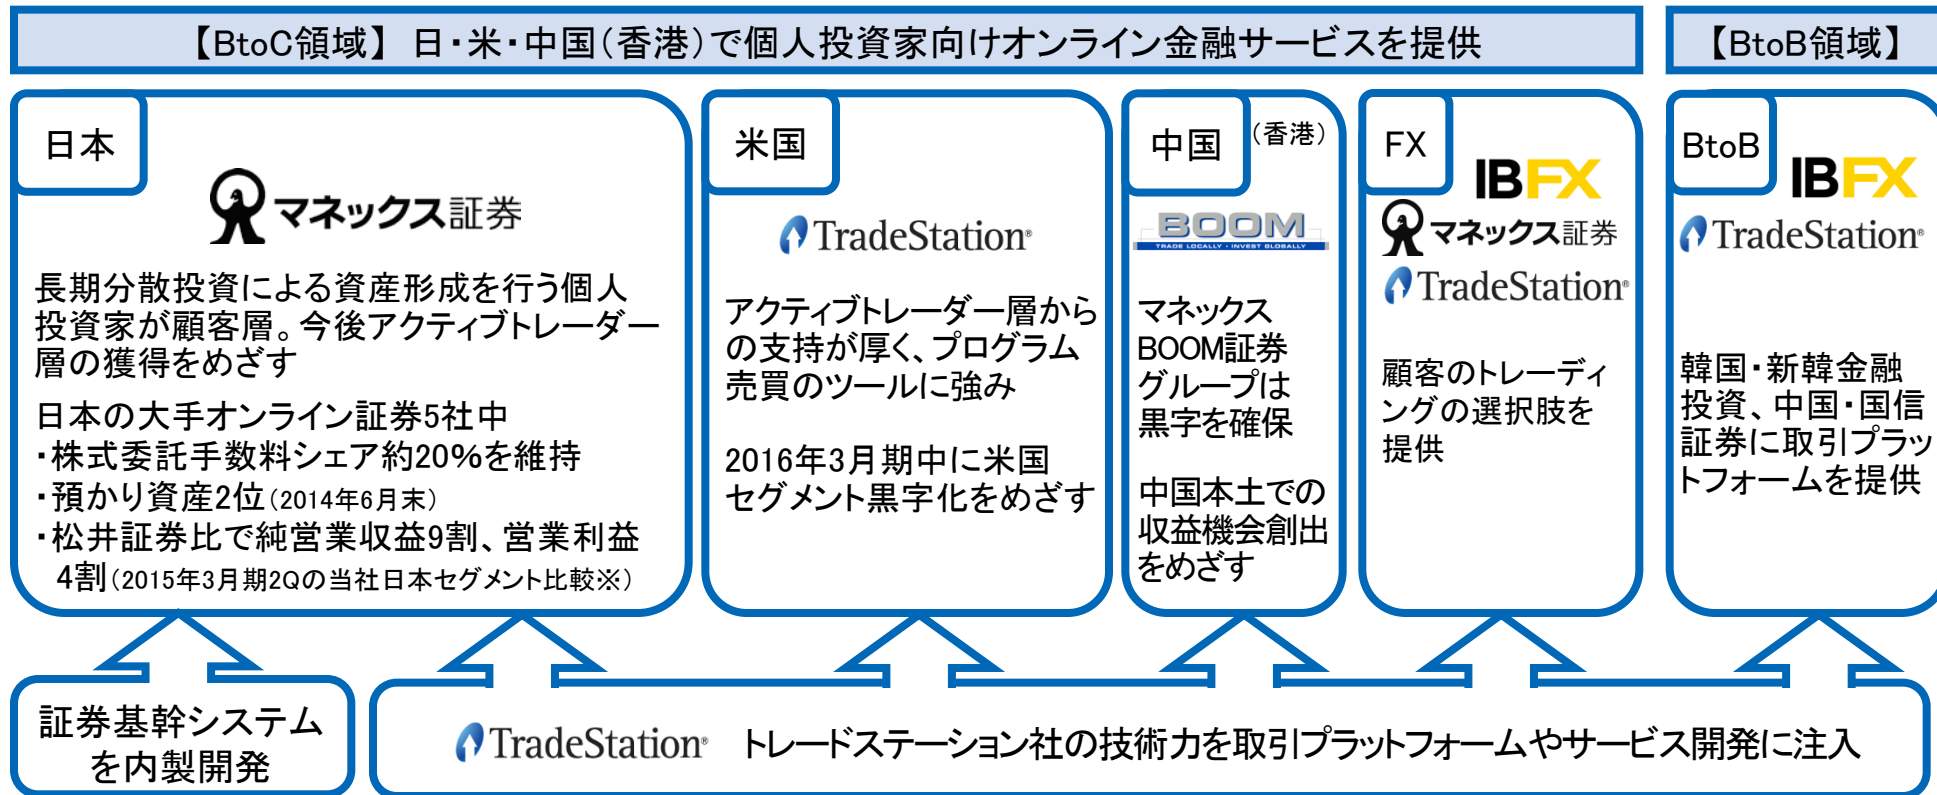 【BtoC領域】 日・米・中国(香港)で個人投資家向けオンライン金融サービスを提供
【BtoB領域】
日本
マネックス証券
長期分散投資による資産形成を行う個人
投資家が顧客層。今後アクティブトレーダー
層の獲得をめざす
日本の大手オンライン証券5社中
・株式委託手数料シェア約20%を維持
・預かり資産2位(2014年6月末)
・松井証券比で純営業収益9割、営業利益
4割(2015年3月期2Qの当社日本セグメント比較※)
米国
TradeStation®
アクティブトレーダー層から
の支持が厚く、プログラム
売買のツールに強み
2016年3月期中に米国
セグメント黒字化をめざす
中国 (香港)
BOOM
TRADE LOCALLY・INVEST GLOBALLY
マネックス
BOOM証券
グループは
黒字を確保
中国本土での
収益機会創出
をめざす
FX
IBFX
マネックス証券
TradeStation®
顧客のトレーディ
ングの選択肢を
提供
BtoB
IBFX
TradeStation®
韓国・新韓金融
投資、中国・国信
証券に取引プラッ
トフォームを提供
証券基幹システム
を内製開発
TradeStation® トレードステーション社の技術力を取引プラットフォームやサービス開発に注入